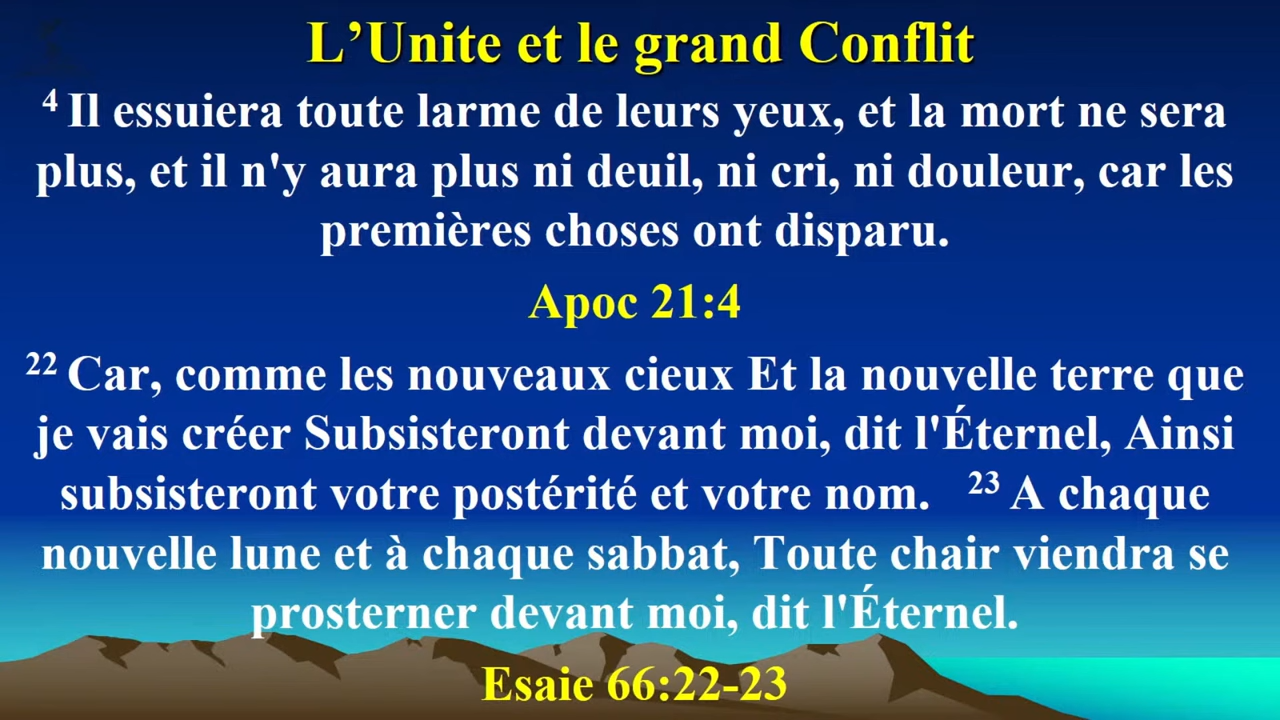 L’Unite et le grand Conflit
4 Il essuiera toute larme de leurs yeux, et la mort ne sera
plus, et il n'y aura plus ni deuil, ni cri, ni douleur, car les
premières choses ont disparu.
Apoc 21:4
22 Car, comme les nouveaux cieux Et la nouvelle terre que
je vais créer Subsisteront devant moi, dit l'Éternel, Ainsi
subsisteront votre postérité et votre nom. 23 A chaque
nouvelle lune et à chaque sabbat, Toute chair viendra se
prosterner devant moi, dit l'Éternel.
Esaie 66:22-23